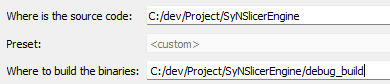 Where is the source code: C:/dev/Project/SyNSlicerEngine
Preset: <custom>
Where to build the binaries: C:/dev/Project/SyNSlicerEngine/debug_build